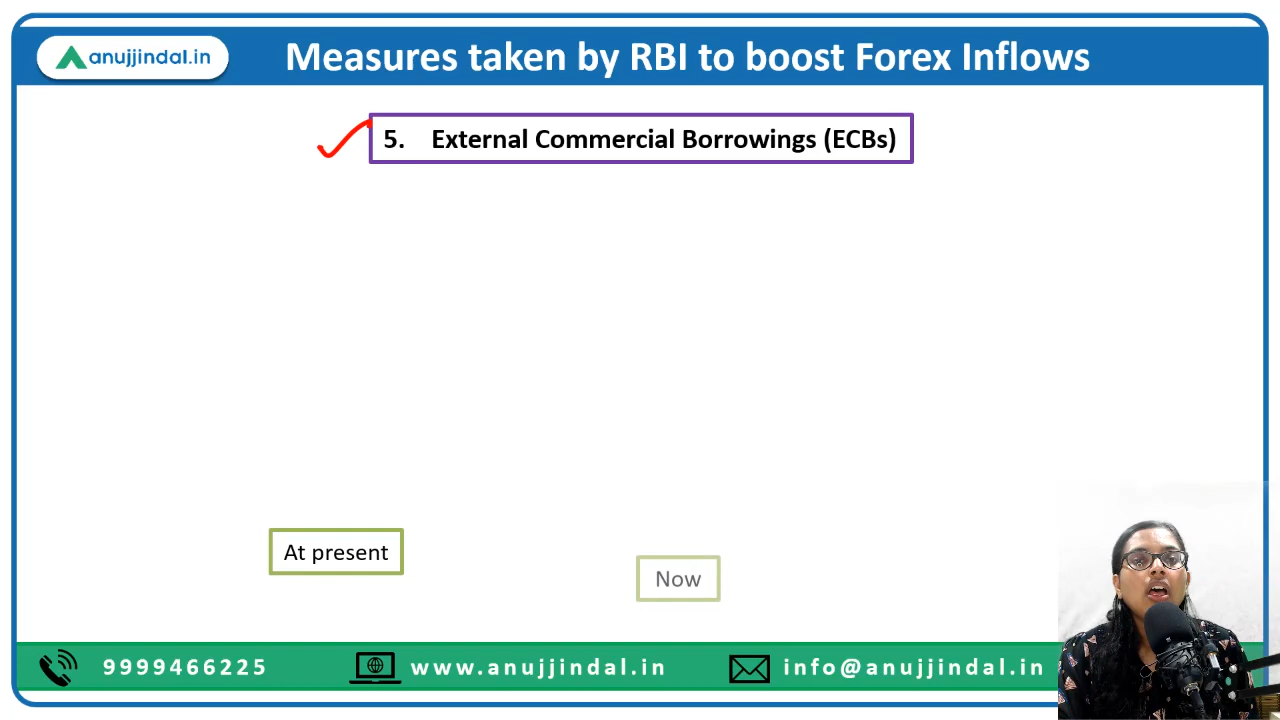 anujjindal.in
Measures taken by RBI to boost Forex Inflows
5. External Commercial Borrowings (ECBs)
At present
Now
9999466225
www.anujjindal.in
info@anujjindal.in